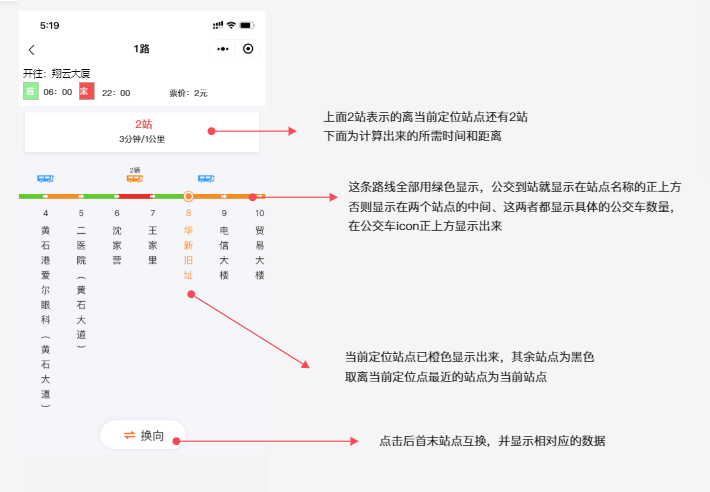 5:19
1路
开往：翔云大厦
首 06：00 末 22：00 票价：2元
2站
3分钟/1公里
上面2站表示的离当前定位站点还有2站
下面为计算出来的所需时间和距离
2辆
这条路线全部用绿色显示，公交到站就显示在站点名称的正上方
否则显示在两个站点的中间、这两者都显示具体的公交车数量，
在公交车icon正上方显示出来
4 黄石港爱尔眼科（黄石大道）
5 二医院（黄石大道）
6 沈家营
7 王家里
8 华新旧址
9 电信大楼
10 贸易大楼
当前定位站点已橙色显示出来，其余站点为黑色
取离当前定位点最近的站点为当前站点
换向
点击后首末站点互换，并显示相对应的数据